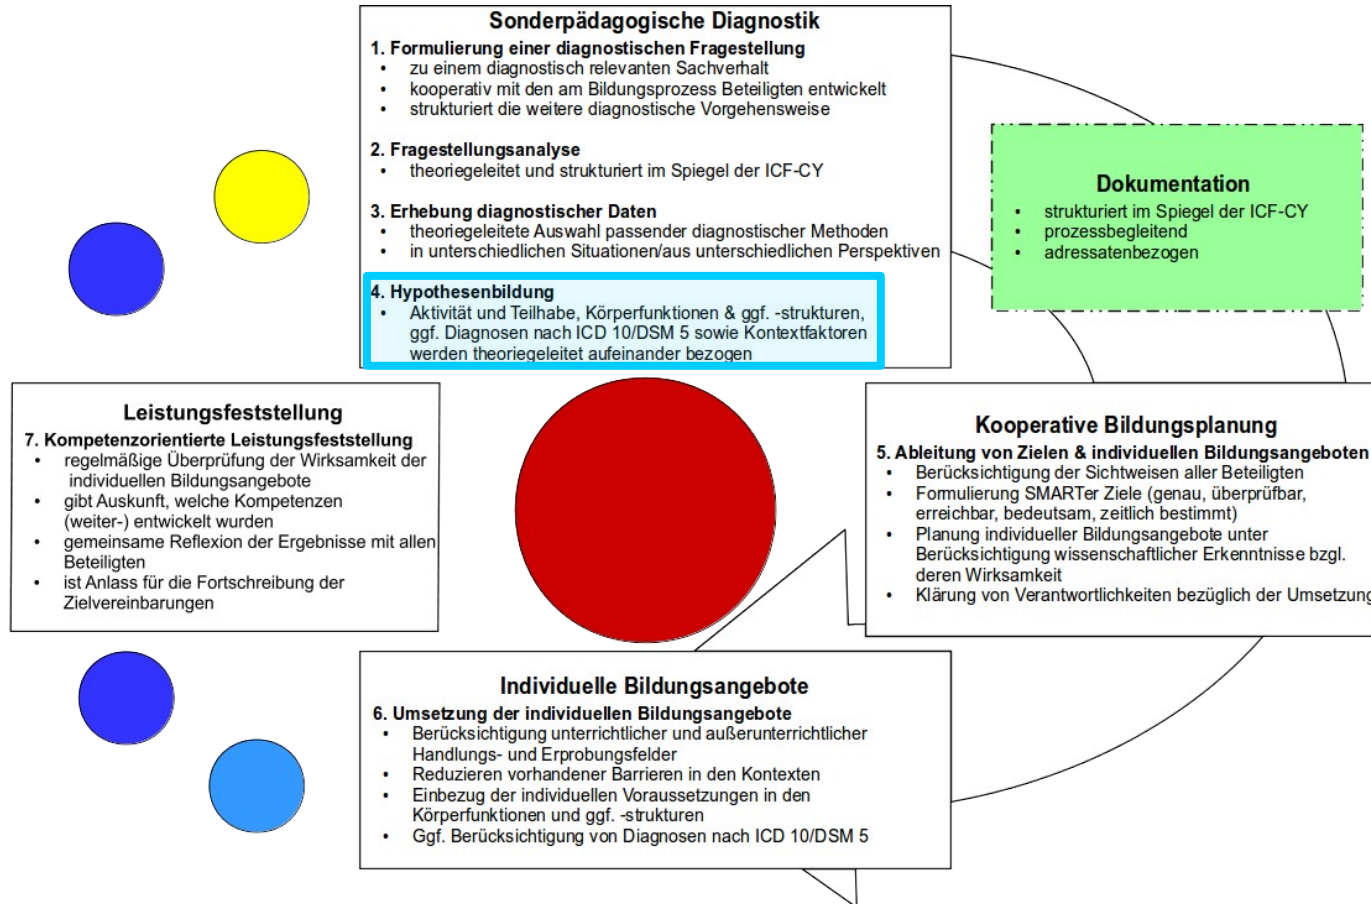 Sonderpädagogische Diagnostik
1. Formulierung einer diagnostischen Fragestellung
• zu einem diagnostisch relevanten Sachverhalt
• kooperativ mit den am Bildungsprozess Beteiligten entwickelt
• strukturiert die weitere diagnostische Vorgehensweise
2. Fragestellungsanalyse
• theoriegeleitet und strukturiert im Spiegel der ICF-CY
3. Erhebung diagnostischer Daten
• theoriegeleitete Auswahl passender diagnostischer Methoden
• in unterschiedlichen Situationen/aus unterschiedlichen Perspektiven
4. Hypothesenbildung
• Aktivität und Teilhabe, Körperfunktionen & ggf. -strukturen,
ggf. Diagnosen nach ICD 10/DSM 5 sowie Kontextfaktoren
werden theoriegeleitet aufeinander bezogen
Dokumentation
• strukturiert im Spiegel der ICF-CY
• prozessbegleitend
• adressatenbezogen
Kooperative Bildungsplanung
5. Ableitung von Zielen & individuellen Bildungsangeboten
• Berücksichtigung der Sichtweisen aller Beteiligten
• Formulierung SMARTer Ziele (genau, überprüfbar,
erreichbar, bedeutsam, zeitlich bestimmt)
• Planung individueller Bildungsangebote unter
Berücksichtigung wissenschaftlicher Erkenntnisse bzgl.
deren Wirksamkeit
• Klärung von Verantwortlichkeiten bezüglich der Umsetzung
Individuelle Bildungsangebote
6. Umsetzung der individuellen Bildungsangebote
• Berücksichtigung unterrichtlicher und außerunterrichtlicher
Handlungs- und Erprobungsfelder
• Reduzieren vorhandener Barrieren in den Kontexten
• Einbezug der individuellen Voraussetzungen in den
Körperfunktionen und ggf. -strukturen
• Ggf. Berücksichtigung von Diagnosen nach ICD 10/DSM 5
Leistungsfeststellung
7. Kompetenzorientierte Leistungsfeststellung
• regelmäßige Überprüfung der Wirksamkeit der
individuellen Bildungsangebote
• gibt Auskunft, welche Kompetenzen
(weiter-) entwickelt wurden
• gemeinsame Reflexion der Ergebnisse mit allen
Beteiligten
• ist Anlass für die Fortschreibung der
Zielvereinbarungen